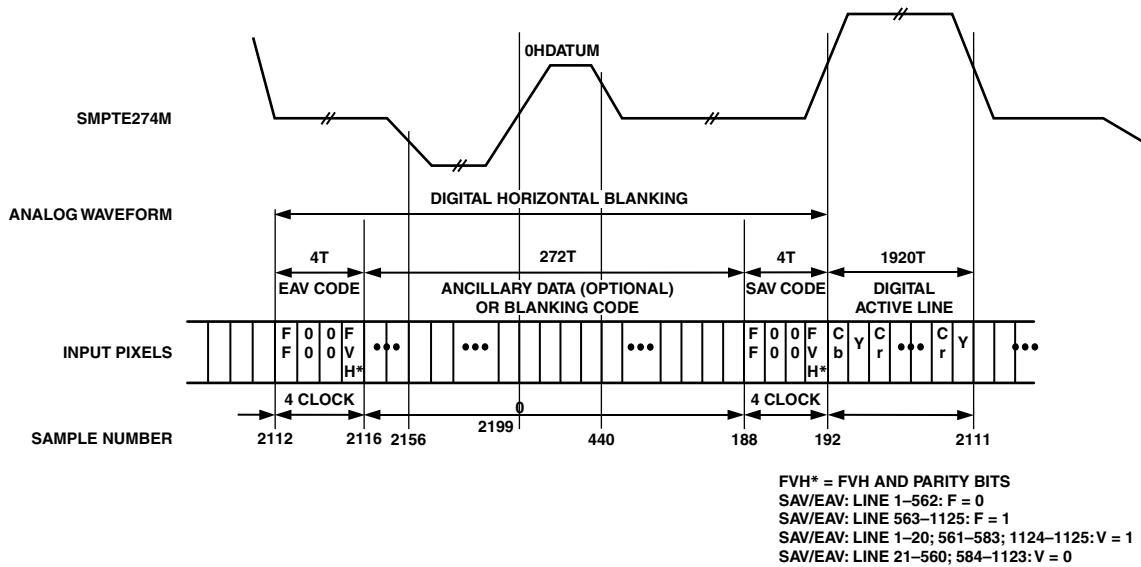 0HDATUM
SMPTE274M
DIGITAL HORIZONTAL BLANKING
ANALOG WAVEFORM
4T
272T
4T
1920T
EAV CODE
ANCILLARY DATA (OPTIONAL)
OR BLANKING CODE
SAV CODE
DIGITAL
ACTIVE LINE
INPUT PIXELS
F F
0 0
0 0
F V H*
F F
0 0
0 0
F V H*
C b
Y
C r
C r
Y
4 CLOCK
0
4 CLOCK
SAMPLE NUMBER
2112
2116
2156
2199
440
188
192
2111
FVH* = FVH AND PARITY BITS
SAV/EAV: LINE 1–562: F = 0
SAV/EAV: LINE 563–1125: F = 1
SAV/EAV: LINE 1–20; 561–583; 1124–1125: V = 1
SAV/EAV: LINE 21–560; 584–1123: V = 0